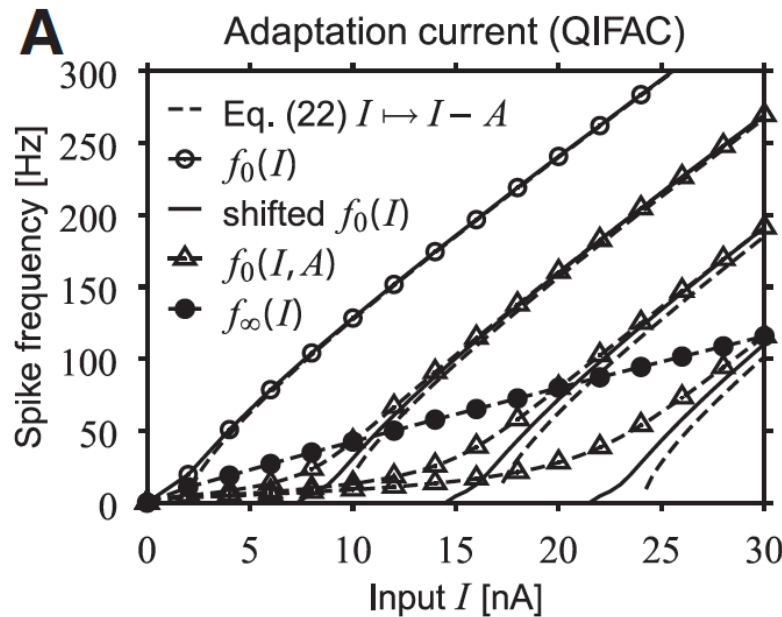 A
Adaptation current (QIFAC)
Eq. (22) I ↦ I − A
f₀(I)
shifted f₀(I)
f₀(I, A)
f∞(I)
Spike frequency [Hz]
300
250
200
150
100
50
0
0 5 10 15 20 25 30
Input I [nA]